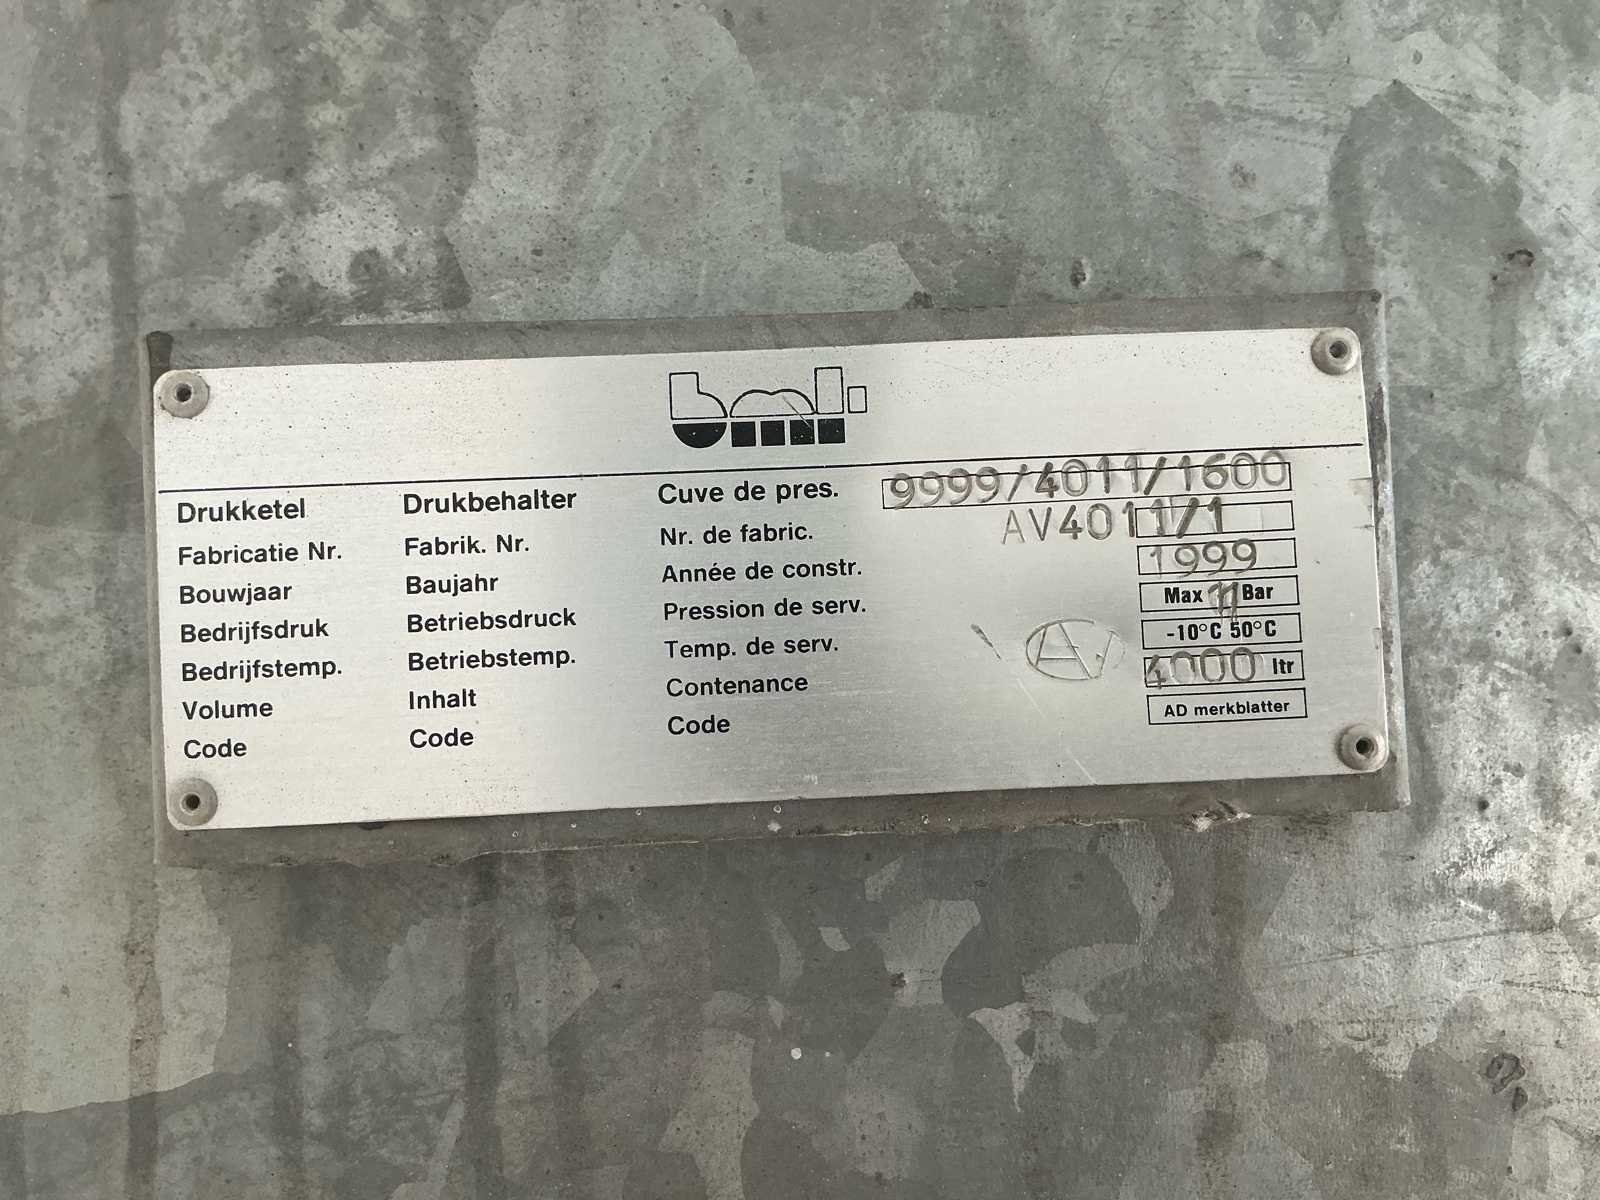 Drukketel Drukbehalter Cuve de pres. 9999/4011/1600
Fabricatie Nr. Fabrik. Nr. Nr. de fabric. AV4011/1
Bouwjaar Baujahr Année de constr. 1999
Bedrijfsdruk Betriebsdruck Pression de serv. Max 11 Bar
Bedrijfstemp. Betriebstemp. Temp. de serv. -10°C 50°C
Volume Inhalt Contenance 4000 ltr
Code Code Code AD merkblatter